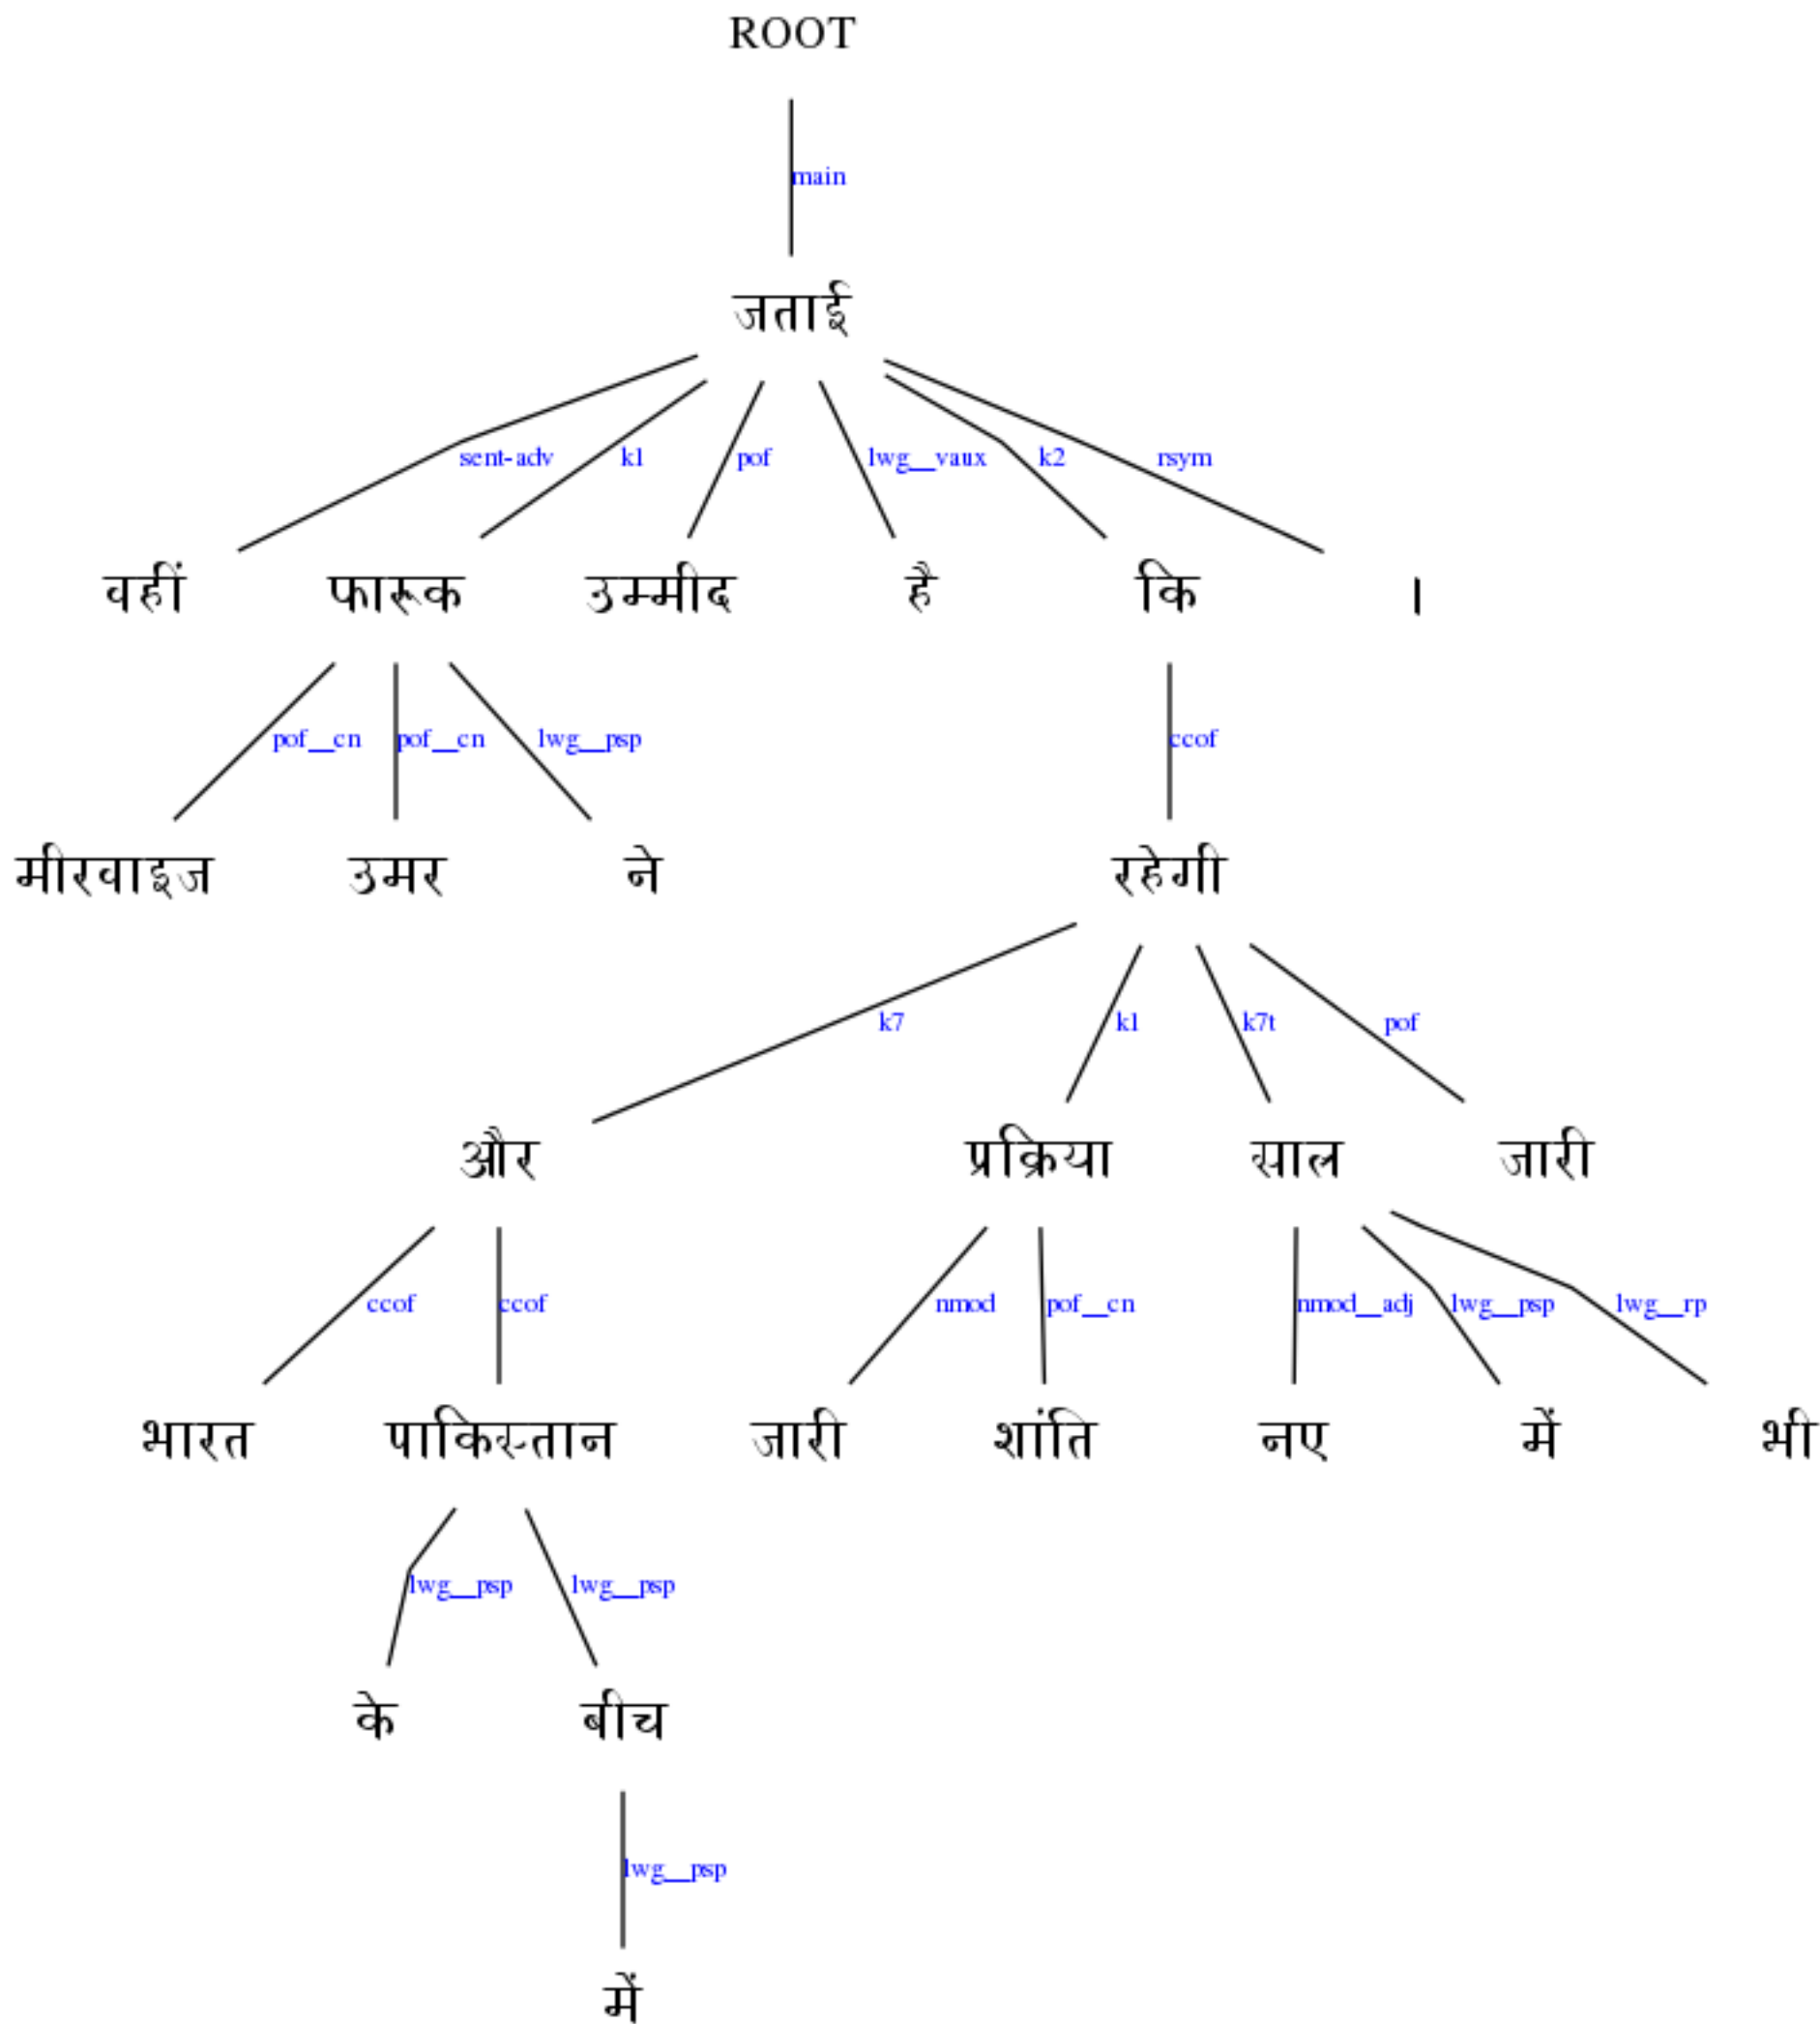 ROOT
main
जताई
sent-adv k1 pof lwg__vaux k2 rsym
वहीं फारूक उम्मीद है कि ।
pof__cn pof__cn lwg__psp ccof
मीरवाइज उमर ने रहेगी
k7 k1 k7t pof
और प्रक्रिया साल जारी
ccof ccof nmod pof__cn nmod__adj lwg__psp lwg__rp
भारत पाकिस्तान जारी शांति नए में भी
lwg__psp lwg__psp
के बीच
lwg__psp
में